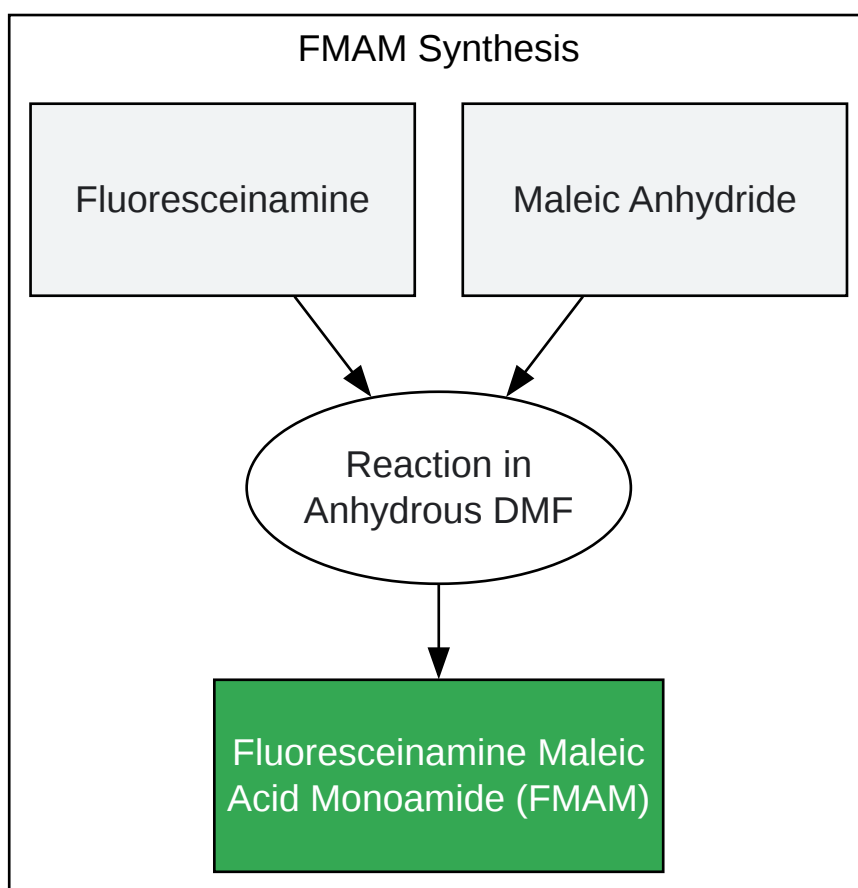 FMAM Synthesis
Fluoresceinamine
Maleic Anhydride
Reaction in
Anhydrous DMF
Fluoresceinamine Maleic
Acid Monoamide (FMAM)